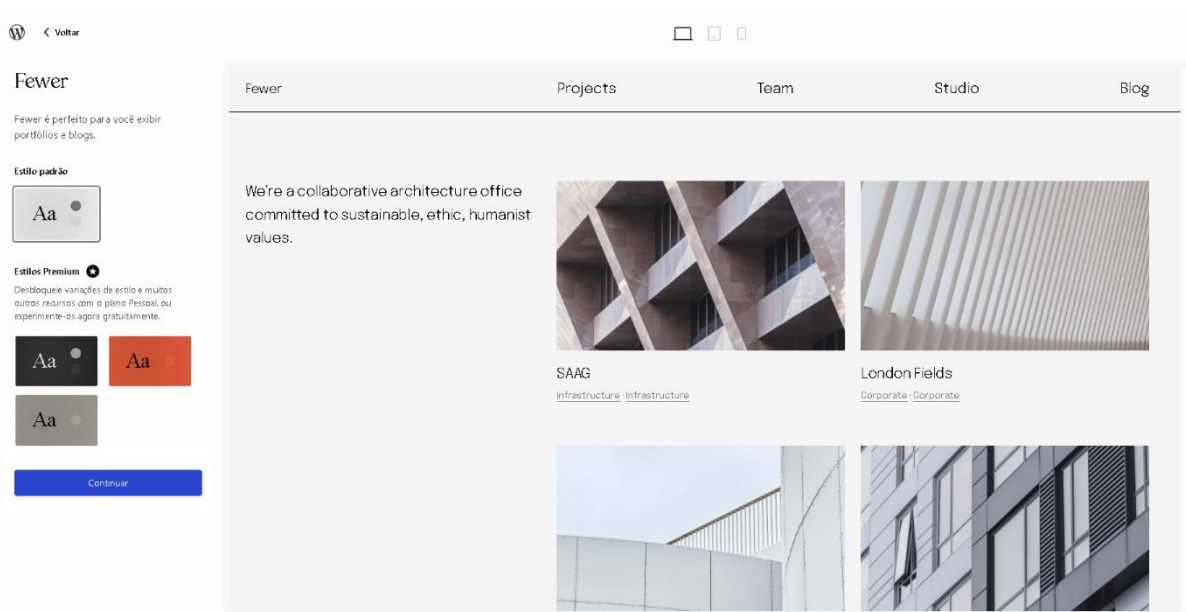 Voltar
Fewer
Fewer é perfeito para você exibir
portfólios e blogs.
Estilo padrão
Aa
Estilos Premium
Desbloqueie variações de estilo e muitos
outros recursos com o plano Pessoal, ou
experimente-os agora gratuitamente.
Aa
Aa
Aa
Continuar
Fewer
Projects
Team
Studio
Blog
We're a collaborative architecture office
committed to sustainable, ethic, humanist
values.
SAAG
Infrastructure · Infrastructure
London Fields
Corporate · Corporate